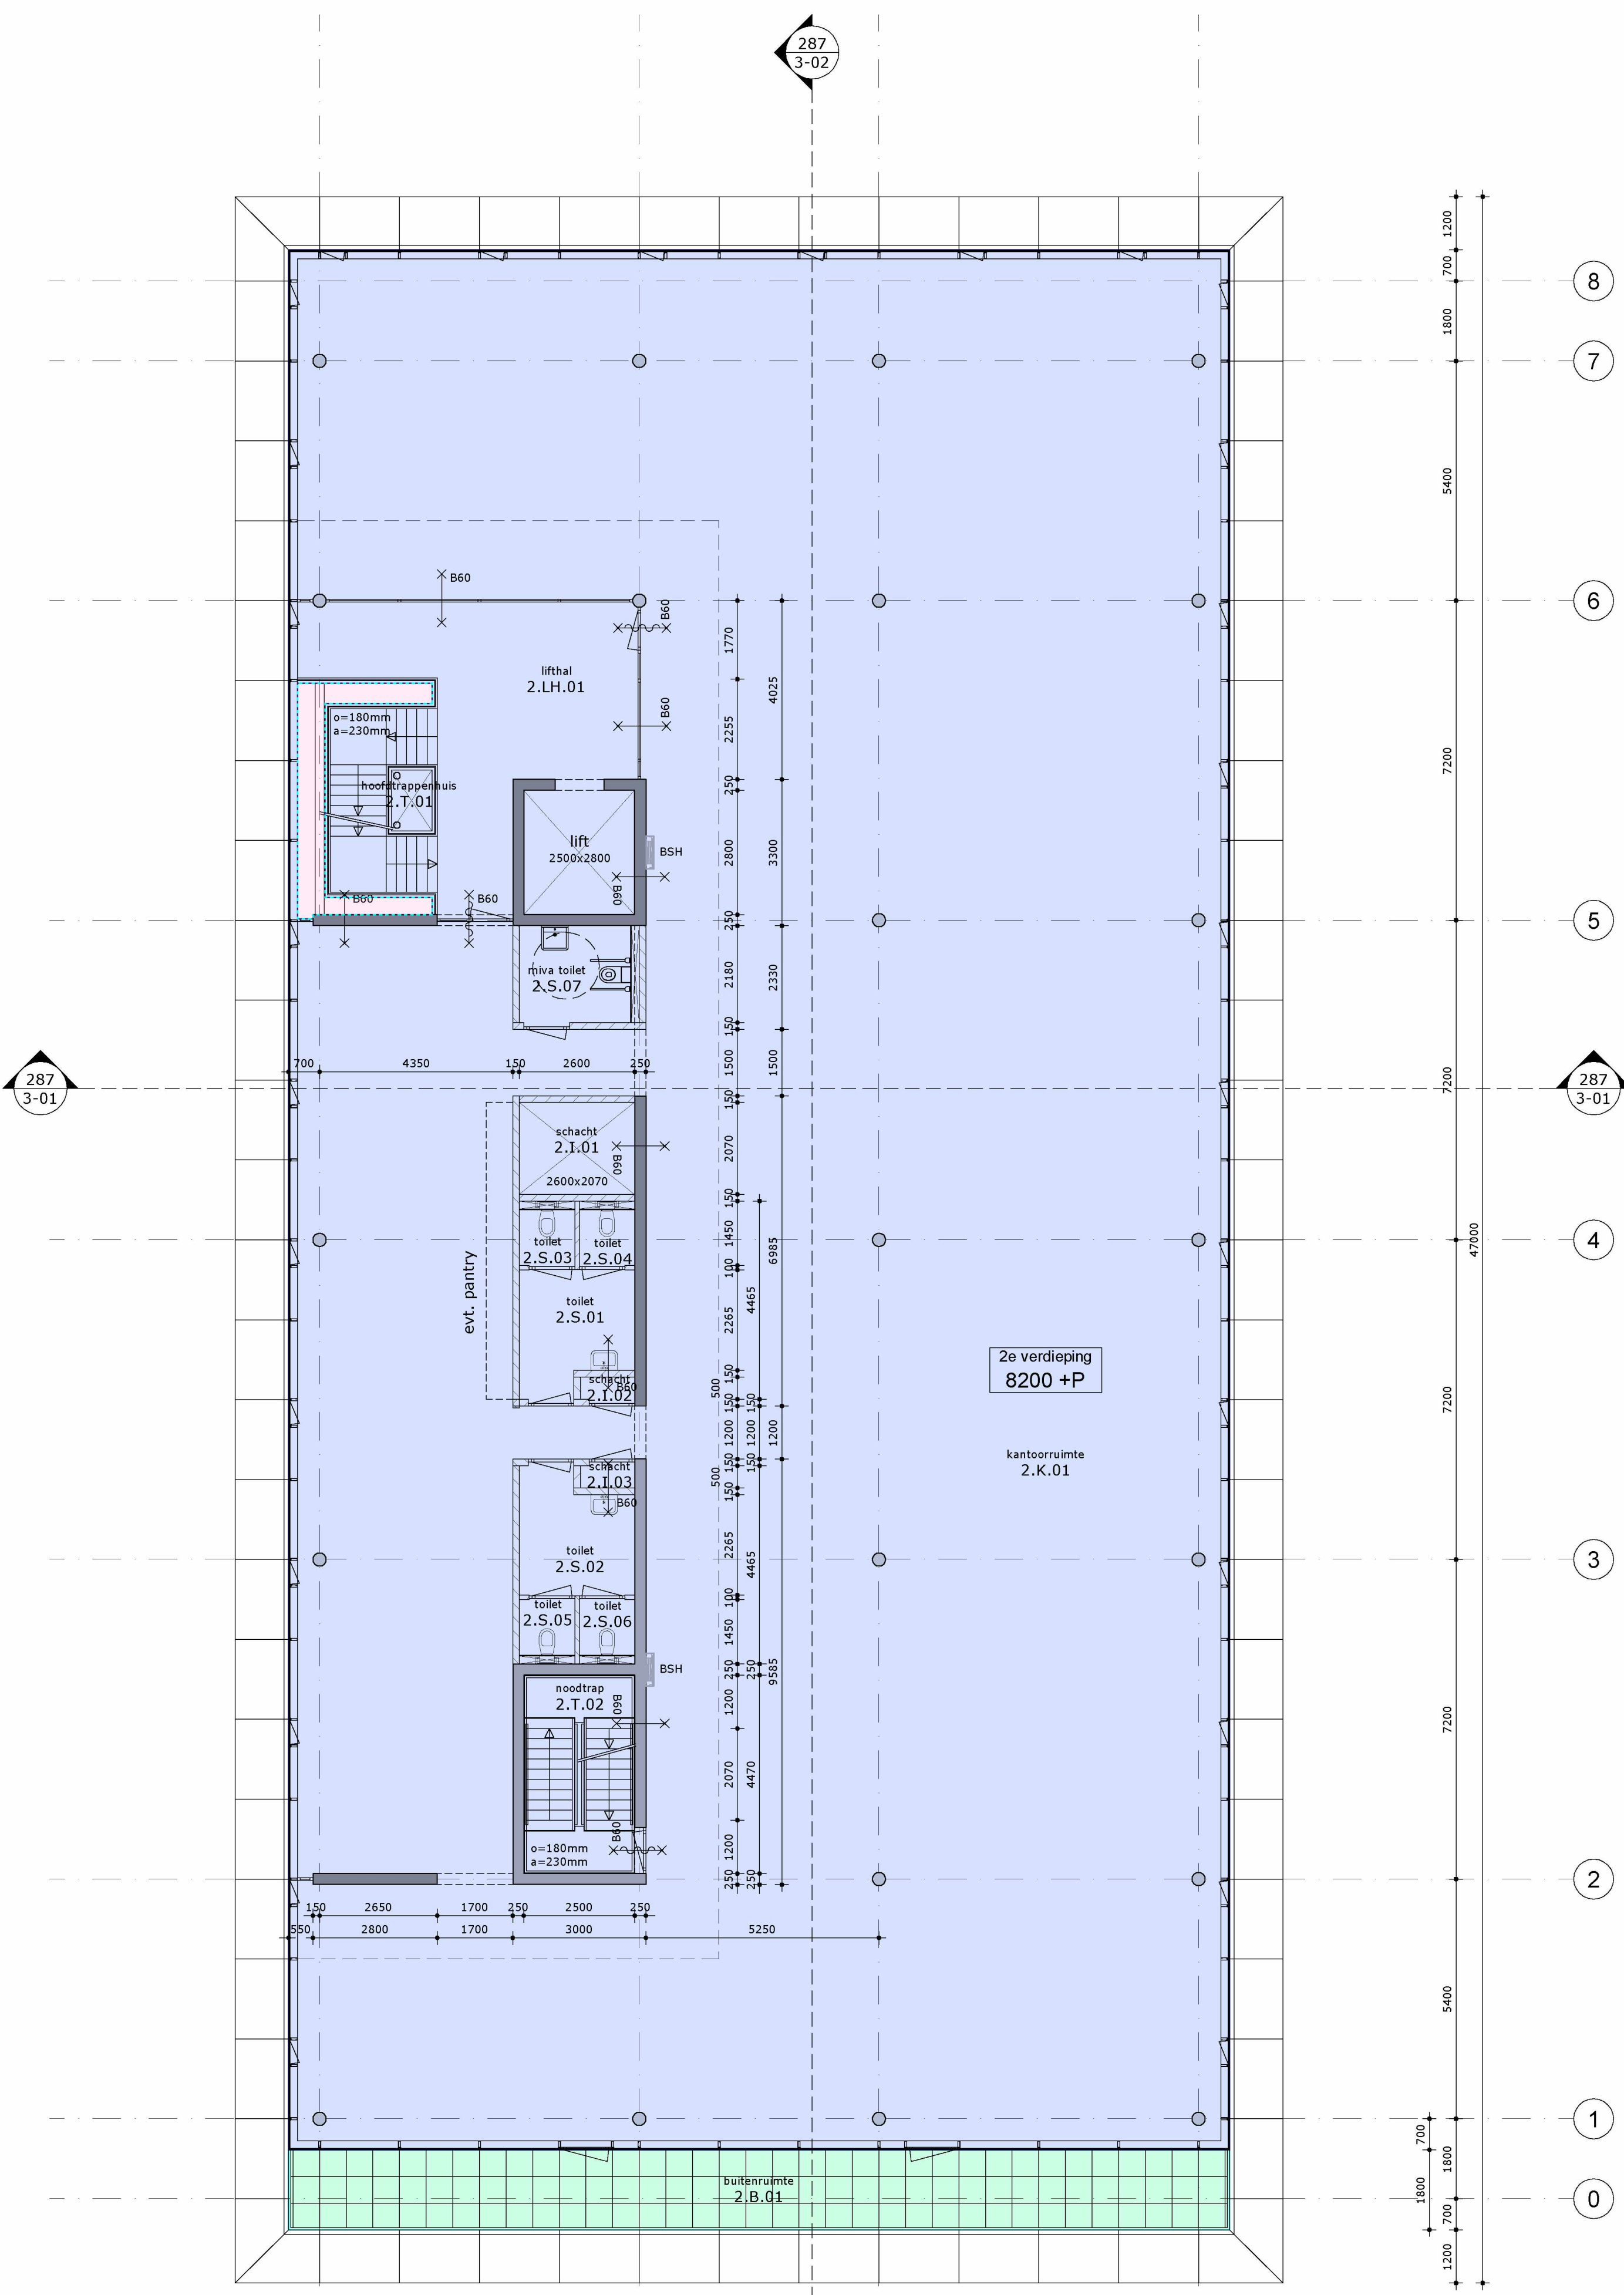 287
3-02
1200
700
8
1800
7
5400
B60
6
B60
1770
lifthal
2.LH.01
4025
B60
o=180mm
a=230mm
2255
7200
hoofdtrappenhuis
2.T.01
250
lift
2500x2800
BSH
2800
3300
B60
B60
B60
250
5
miva toilet
2.S.07
2180
2330
150
700
4350
150
2600
250
1500
1500
287
3-01
7200
287
3-01
150
schacht
2.I.01
B60
2600x2070
2070
150
toilet
2.S.03
toilet
2.S.04
1450
6985
4
47000
100
evt. pantry
toilet
2.S.01
2265
4465
2e verdieping
8200 +P
150
schacht
2.I.02
B60
500
150
150
7200
1200
1200
1200
kantoorruimte
2.K.01
150
150
schacht
2.I.03
B60
500
150
toilet
2.S.02
2265
4465
3
100
toilet
2.S.05
toilet
2.S.06
1450
BSH
250
250
9585
noodtrap
2.T.02
B60
1200
7200
2070
4470
B60
o=180mm
a=230mm
1200
250
250
2
150
2650
1700
250
2500
250
550
2800
1700
3000
5250
5400
1
700
1800
buitenruimte
2.B.01
1800
0
700
1200